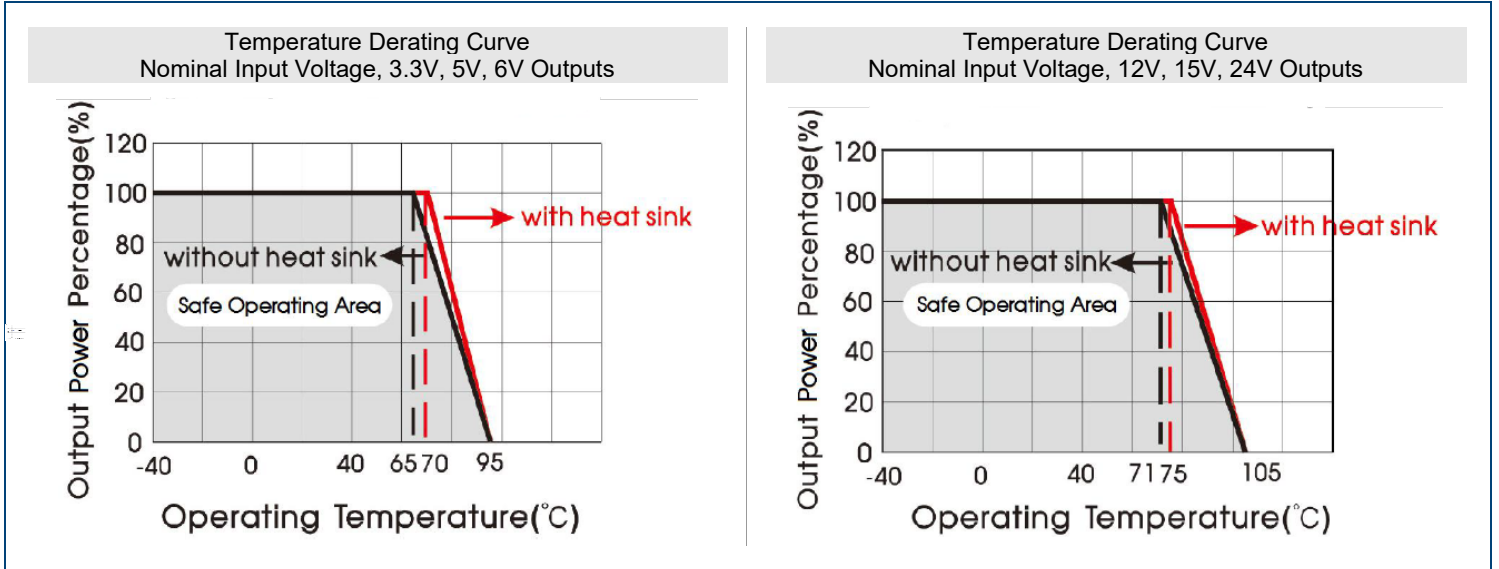 Temperature Derating Curve
Nominal Input Voltage, 3.3V, 5V, 6V Outputs
Output Power Percentage(%)
120
100
80
60
40
20
0
with heat sink
without heat sink
Safe Operating Area
-40 0 40 65 70 95
Operating Temperature(°C)
Temperature Derating Curve
Nominal Input Voltage, 12V, 15V, 24V Outputs
Output Power Percentage(%)
120
100
80
60
40
20
0
with heat sink
without heat sink
Safe Operating Area
-40 0 40 71 75 105
Operating Temperature(°C)